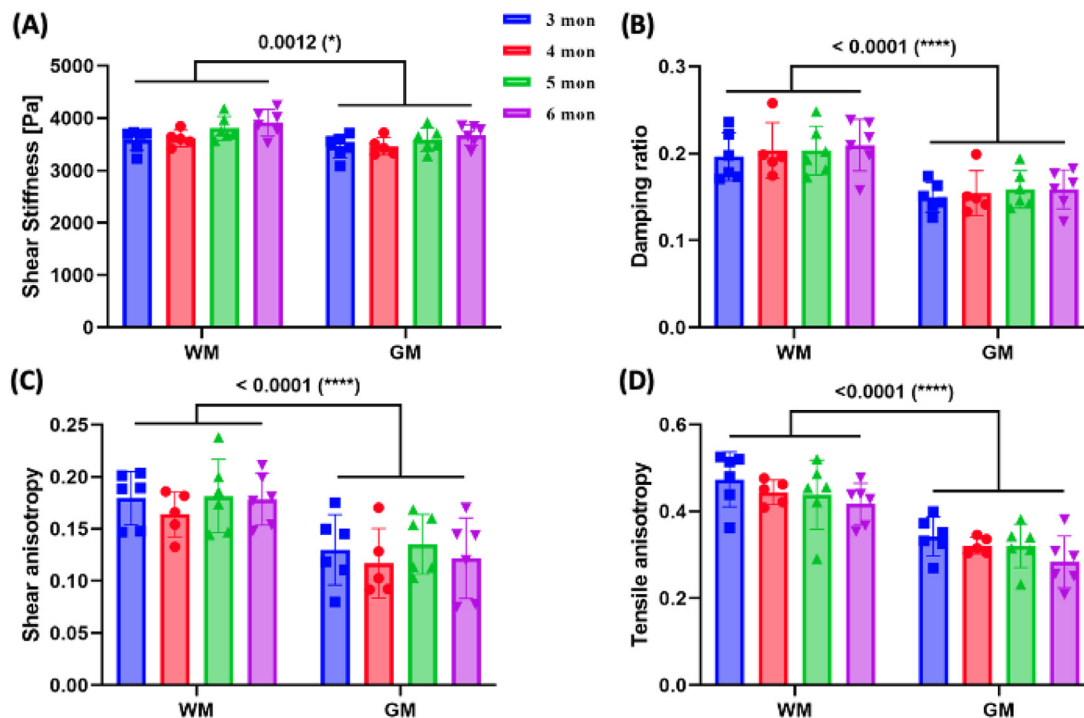 (A)
0.0012 (*)
Shear Stiffness [Pa]
5000
4000
3000
2000
1000
0
WM
GM
3 mon
4 mon
5 mon
6 mon
(B)
< 0.0001 (****)
Damping ratio
0.3
0.2
0.1
0.0
WM
GM
(C)
< 0.0001 (****)
Shear anisotropy
0.25
0.20
0.15
0.10
0.05
0.00
WM
GM
(D)
<0.0001 (****)
Tensile anisotropy
0.6
0.4
0.2
0.0
WM
GM